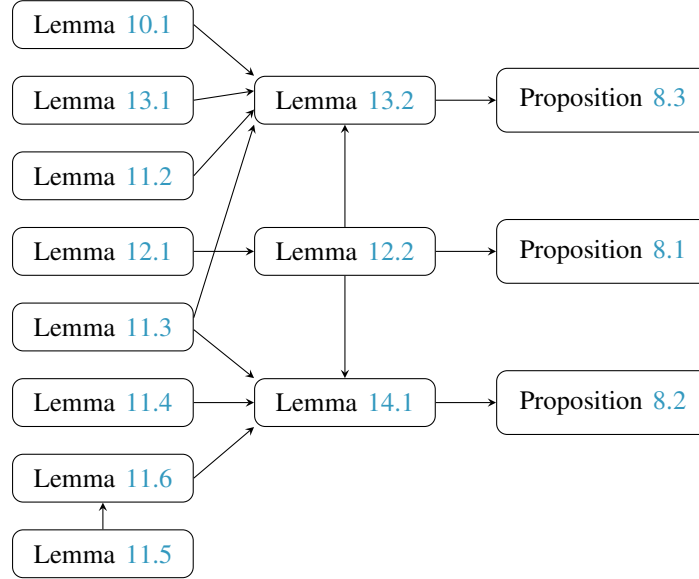 Lemma 10.1
Lemma 13.1
Lemma 13.2
Proposition 8.3
Lemma 11.2
Lemma 12.1
Lemma 12.2
Proposition 8.1
Lemma 11.3
Lemma 11.4
Lemma 14.1
Proposition 8.2
Lemma 11.6
Lemma 11.5